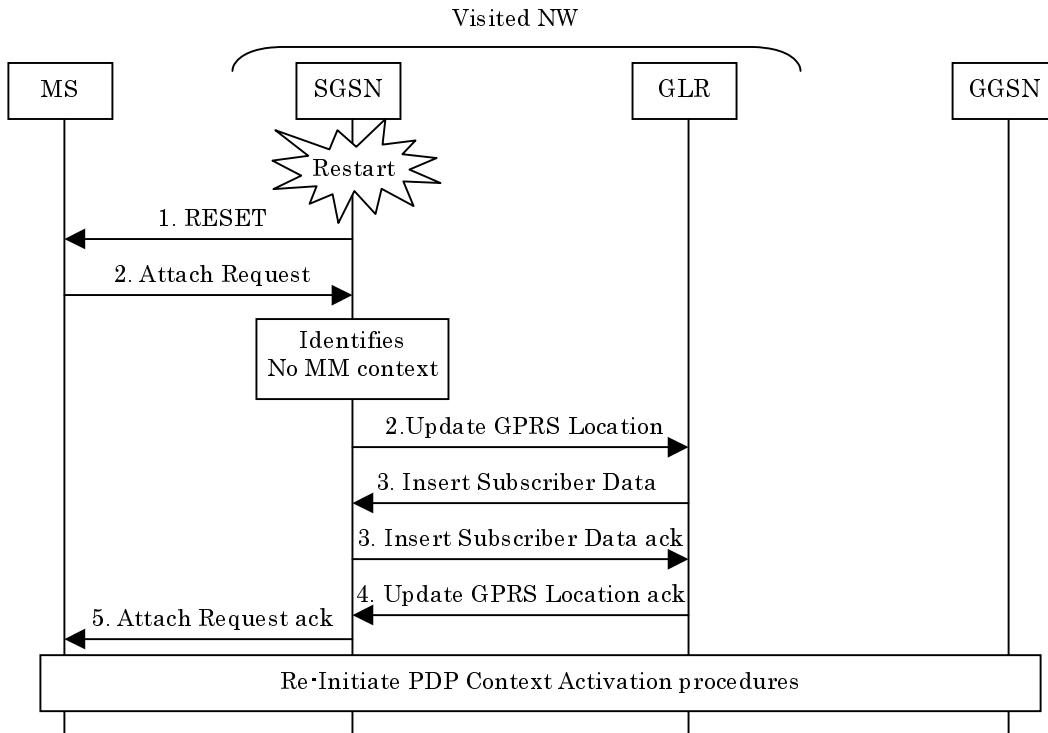 Visited NW
MS
SGSN
GLR
GGSN
Restart
1. RESET
2. Attach Request
Identifies
No MM context
2.Update GPRS Location
3. Insert Subscriber Data
3. Insert Subscriber Data ack
4. Update GPRS Location ack
5. Attach Request ack
Re-Initiate PDP Context Activation procedures